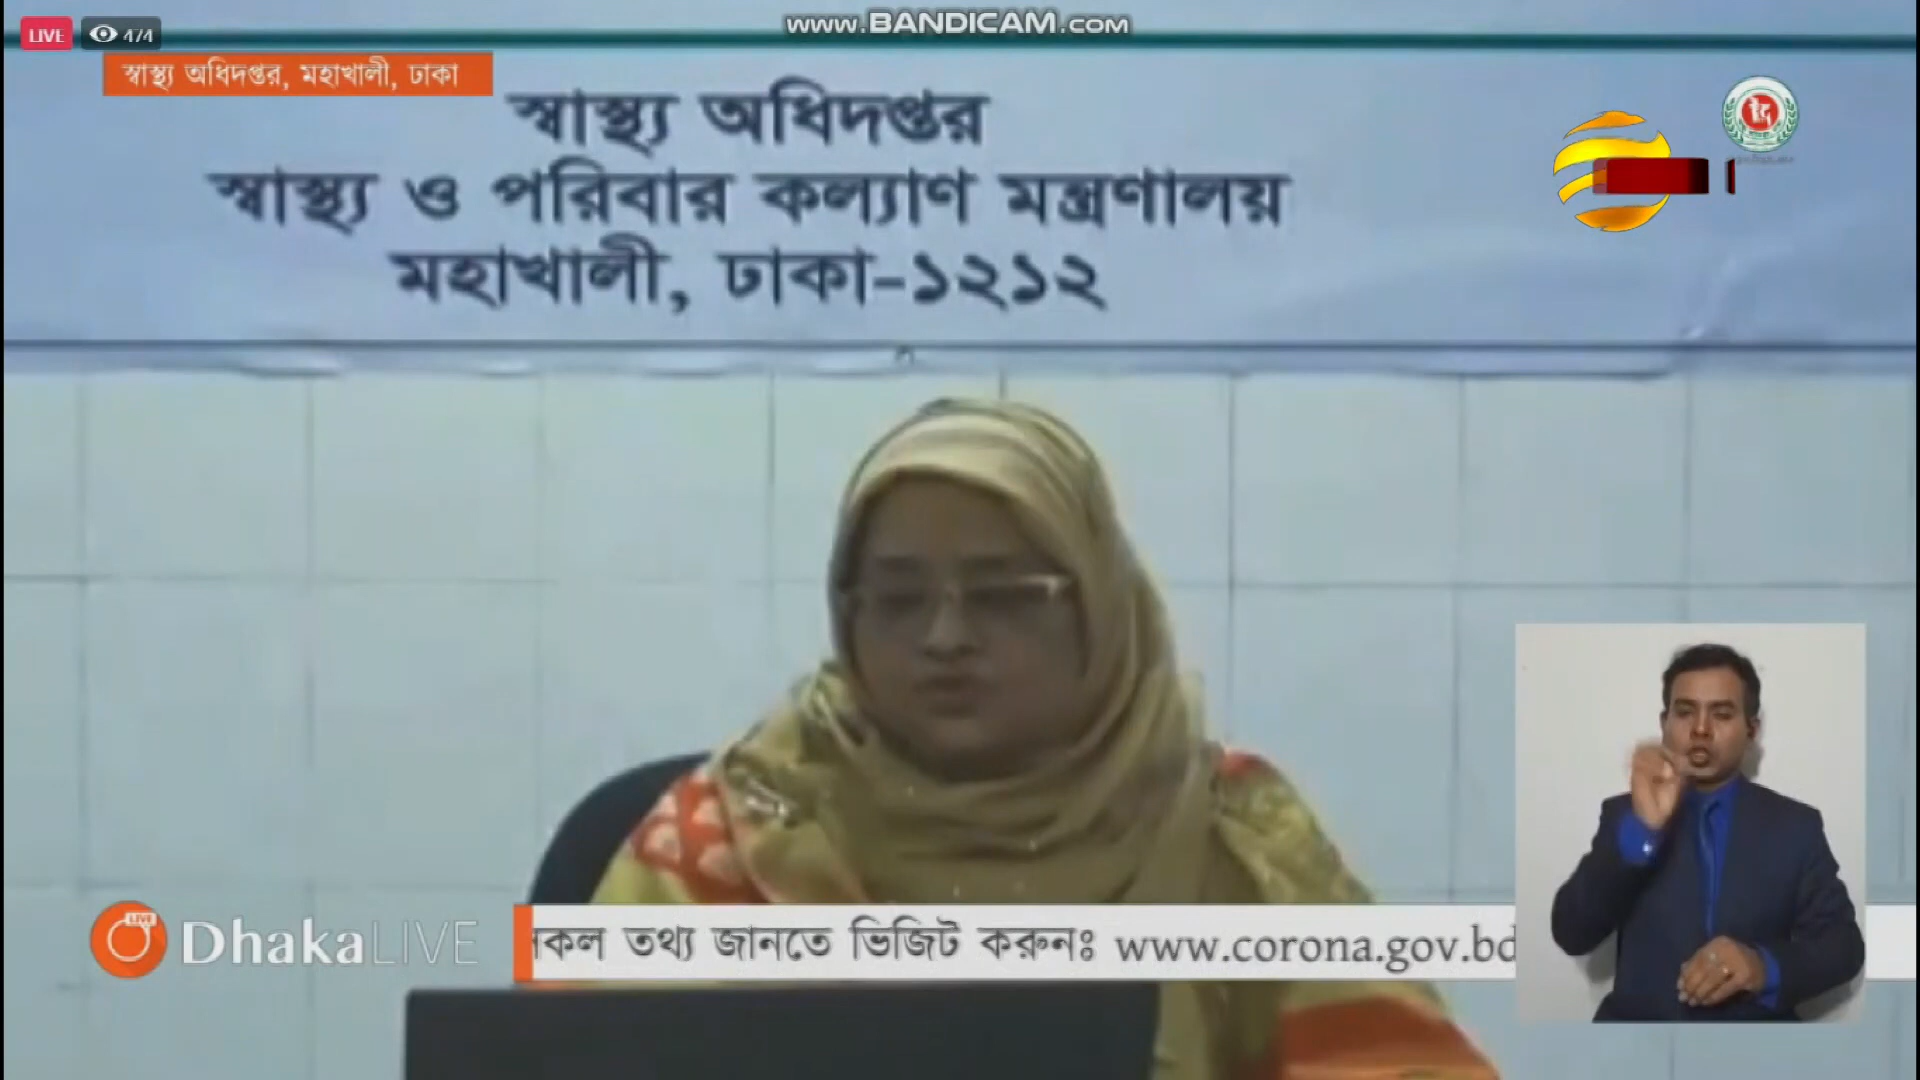 www.BANDICAM.com
LIVE 474
স্বাস্থ্য অধিদপ্তর, মহাখালী, ঢাকা
স্বাস্থ্য অধিদপ্তর
স্বাস্থ্য ও পরিবার কল্যাণ মন্ত্রণালয়
মহাখালী, ঢাকা-১২১২
LIVE
DhakaLIVE
তথ্য জানতে ভিজিট করুনঃ www.corona.gov.bd